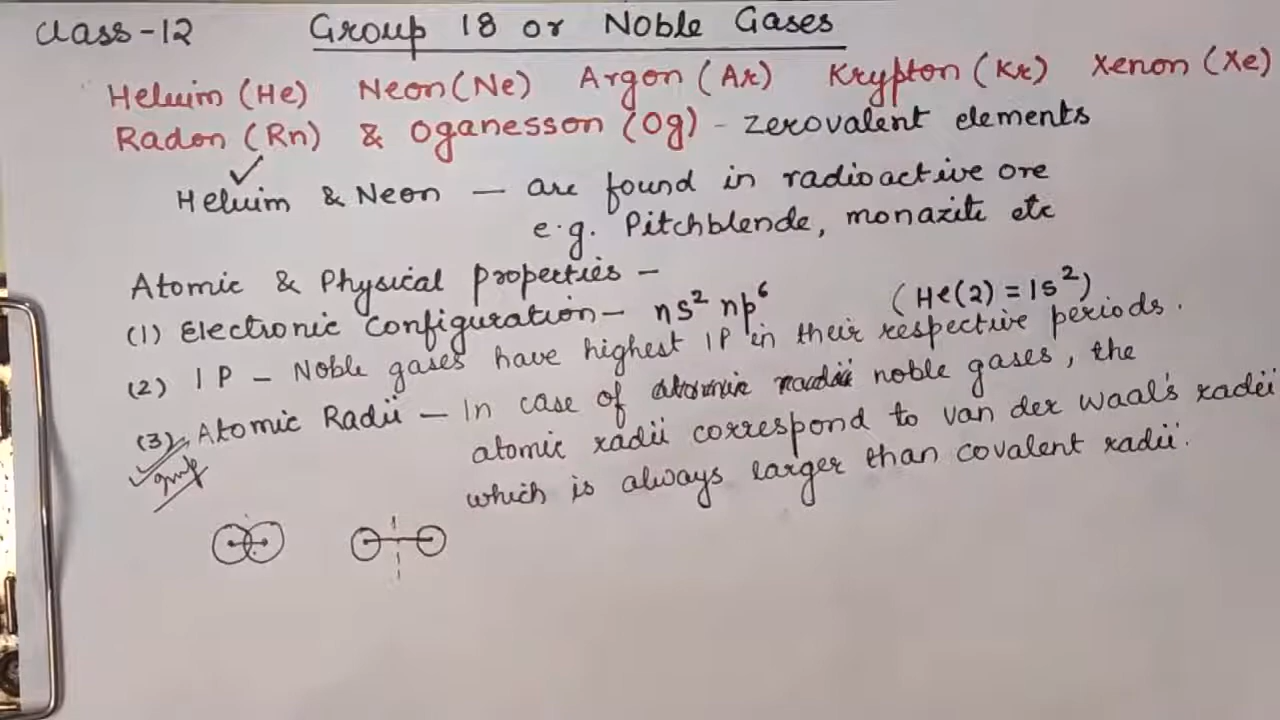 Class-12 Group 18 or Noble Gases
Heluim (He) Neon (Ne) Argon (Ar) Krypton (Kr) Xenon (Xe)
Radon (Rn) & Oganesson (Og) - zerovalent elements
Heluim & Neon — are found in radioactive ore
e.g. Pitchblende, monazite etc
Atomic & Physical properties –
(1) Electronic Configuration – ns² np⁶ (He(2) = 1s²)
(2) IP – Noble gases have highest IP in their respective periods.
(3) Atomic Radii – In case of noble gases, the
Imp atomic radii correspond to van der waal's radii
which is always larger than covalent radii.